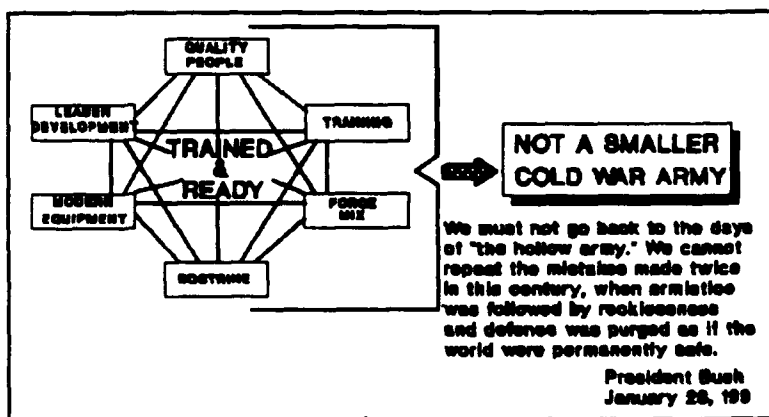 QUALITY
PEOPLE
LEADER
DEVELOPMENT
TRAINING
TRAINED
&
READY
MODERN
EQUIPMENT
FORCE
MIX
DOCTRINE
NOT A SMALLER
COLD WAR ARMY
We must not go back to the days
of "the hollow army." We cannot
repeat the mistakes made twice
in this century, when armistice
was followed by recklessness
and defense was purged as if the
world were permanently safe.
President Bush
January 28, 199